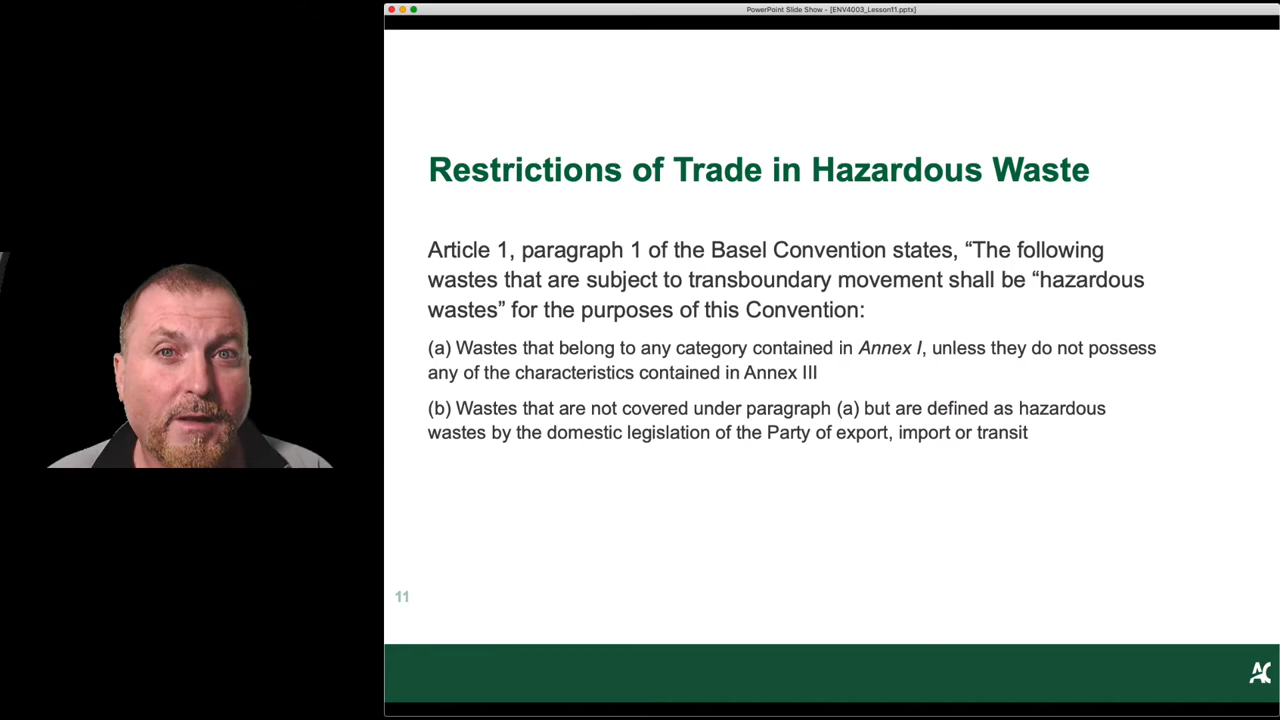 PowerPoint Slide Show - [ENV4003_Lesson11.pptx]
Restrictions of Trade in Hazardous Waste
Article 1, paragraph 1 of the Basel Convention states, “The following
wastes that are subject to transboundary movement shall be “hazardous
wastes” for the purposes of this Convention:
(a) Wastes that belong to any category contained in Annex I, unless they do not possess
any of the characteristics contained in Annex III
(b) Wastes that are not covered under paragraph (a) but are defined as hazardous
wastes by the domestic legislation of the Party of export, import or transit
11
AC